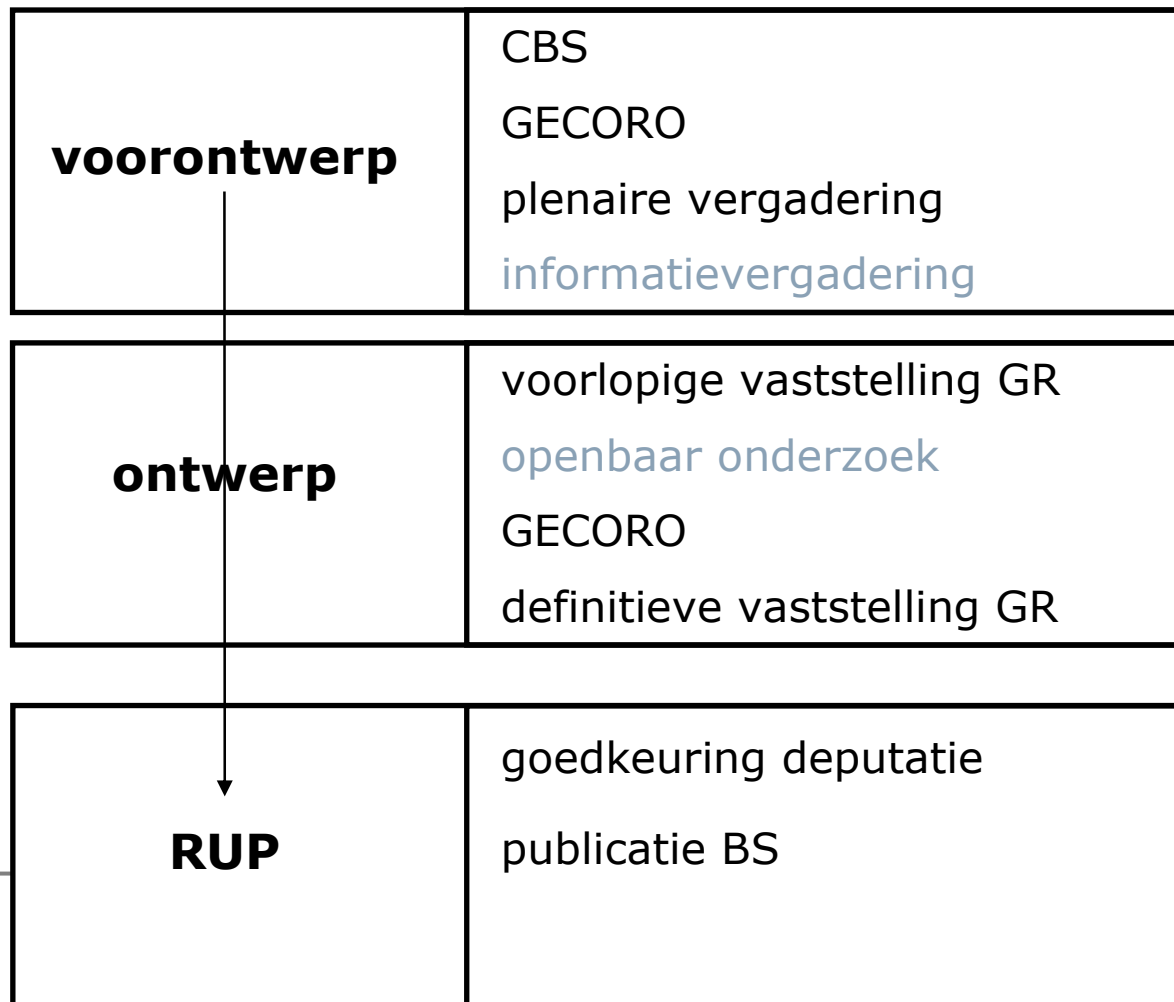 voorontwerp
CBS
GECORO
plenaire vergadering
informatievergadering
ontwerp
voorlopige vaststelling GR
openbaar onderzoek
GECORO
definitieve vaststelling GR
RUP
goedkeuring deputatie
publicatie BS